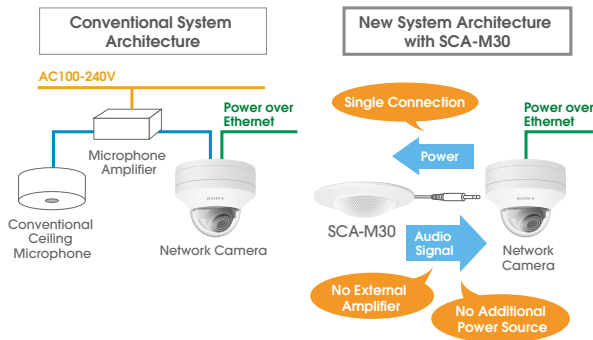 Conventional System
Architecture
AC100-240V
Power over
Ethernet
Microphone
Amplifier
SONY
Conventional
Ceiling
Microphone
Network Camera
New System Architecture
with SCA-M30
Single Connection
Power over
Ethernet
Power
SONY
SCA-M30
Audio
Signal
Network
Camera
No External
Amplifier
No Additional
Power Source